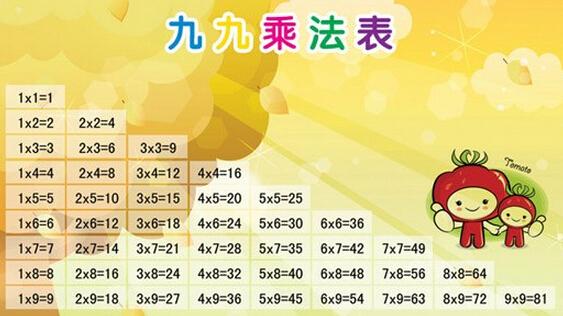 九九乘法表
1x1=1
1x2=2 2x2=4
1x3=3 2x3=6 3x3=9
1x4=4 2x4=8 3x4=12 4x4=16
1x5=5 2x5=10 3x5=15 4x5=20 5x5=25
1x6=6 2x6=12 3x6=18 4x6=24 5x6=30 6x6=36
1x7=7 2x7=14 3x7=21 4x7=28 5x7=35 6x7=42 7x7=49
1x8=8 2x8=16 3x8=24 4x8=32 5x8=40 6x8=48 7x8=56 8x8=64
1x9=9 2x9=18 3x9=27 4x9=36 5x9=45 6x9=54 7x9=63 8x9=72 9x9=81
Tomoto